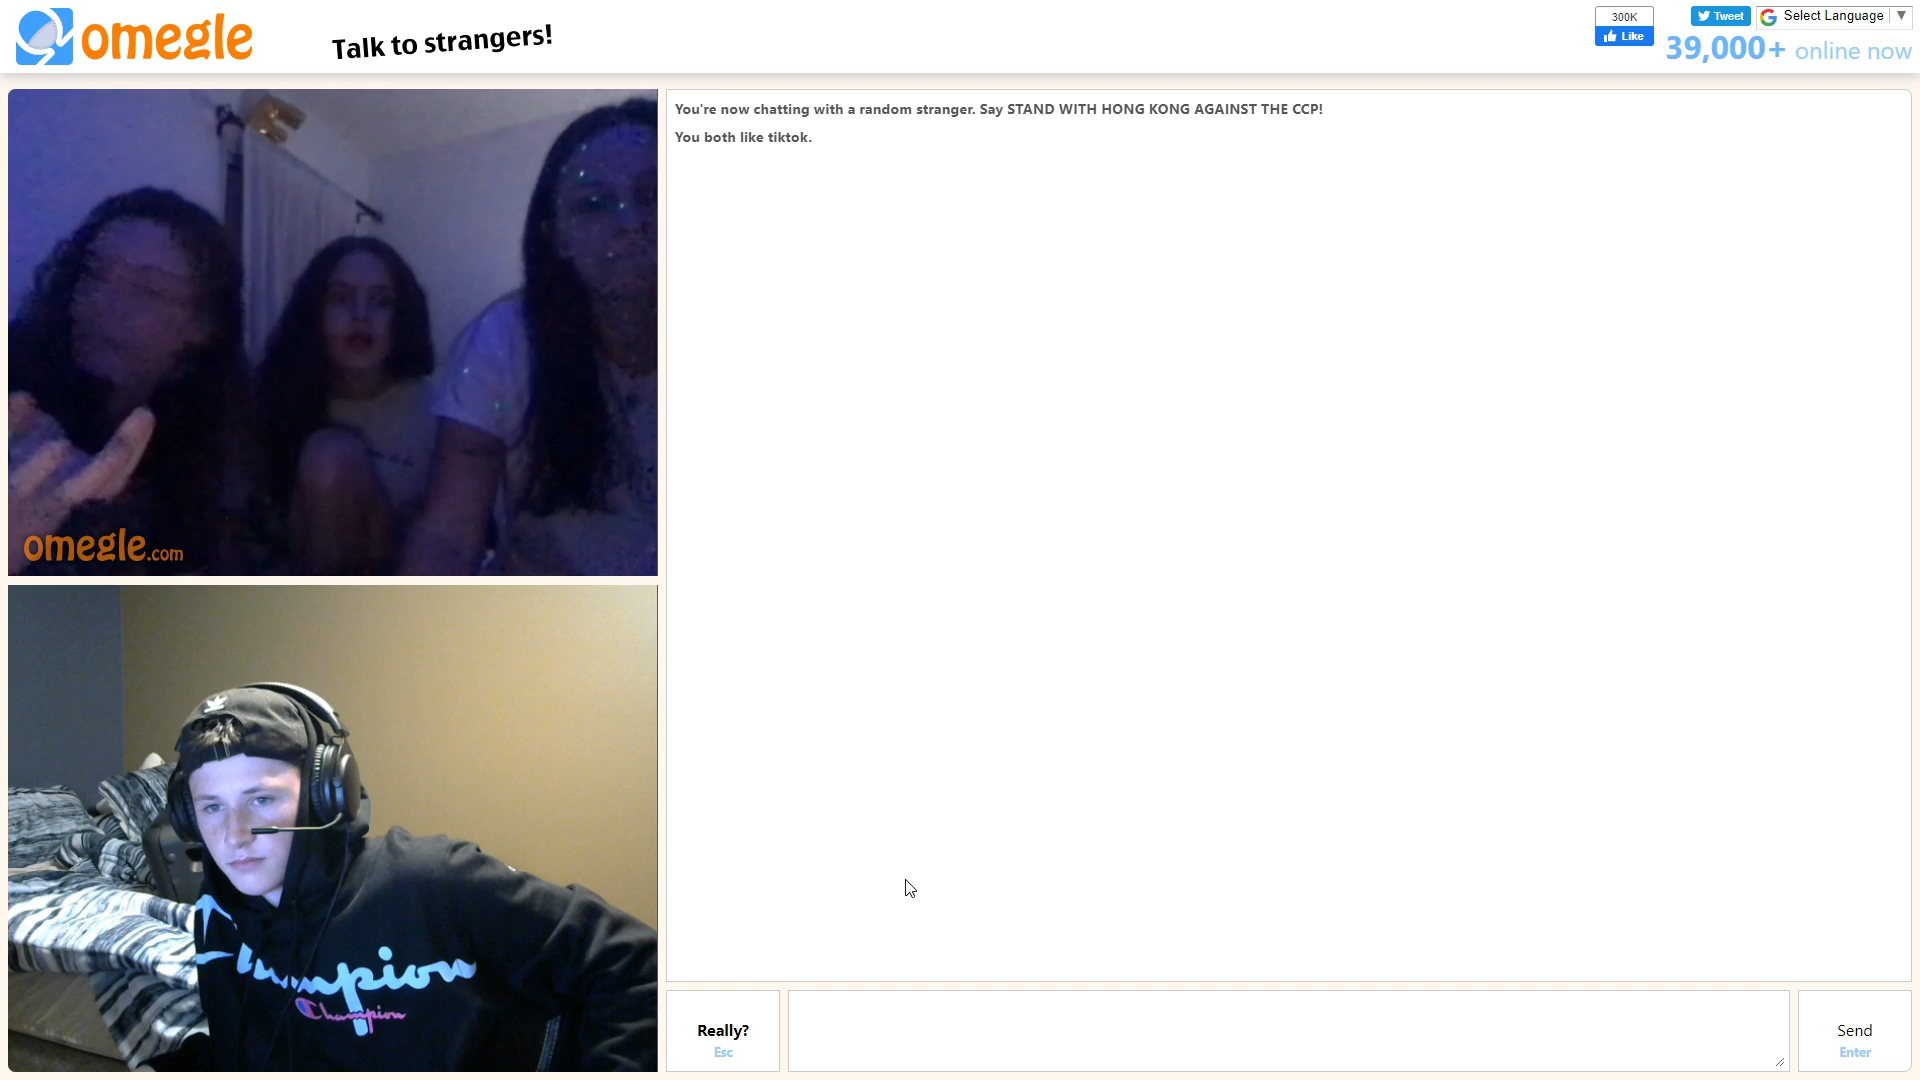 omegle
Talk to strangers!
300K
Like
Tweet
Select Language
39,000+ online now
You're now chatting with a random stranger. Say STAND WITH HONG KONG AGAINST THE CCP!
You both like tiktok.
omegle.com
Champion
Champion
Really?
Esc
Send
Enter